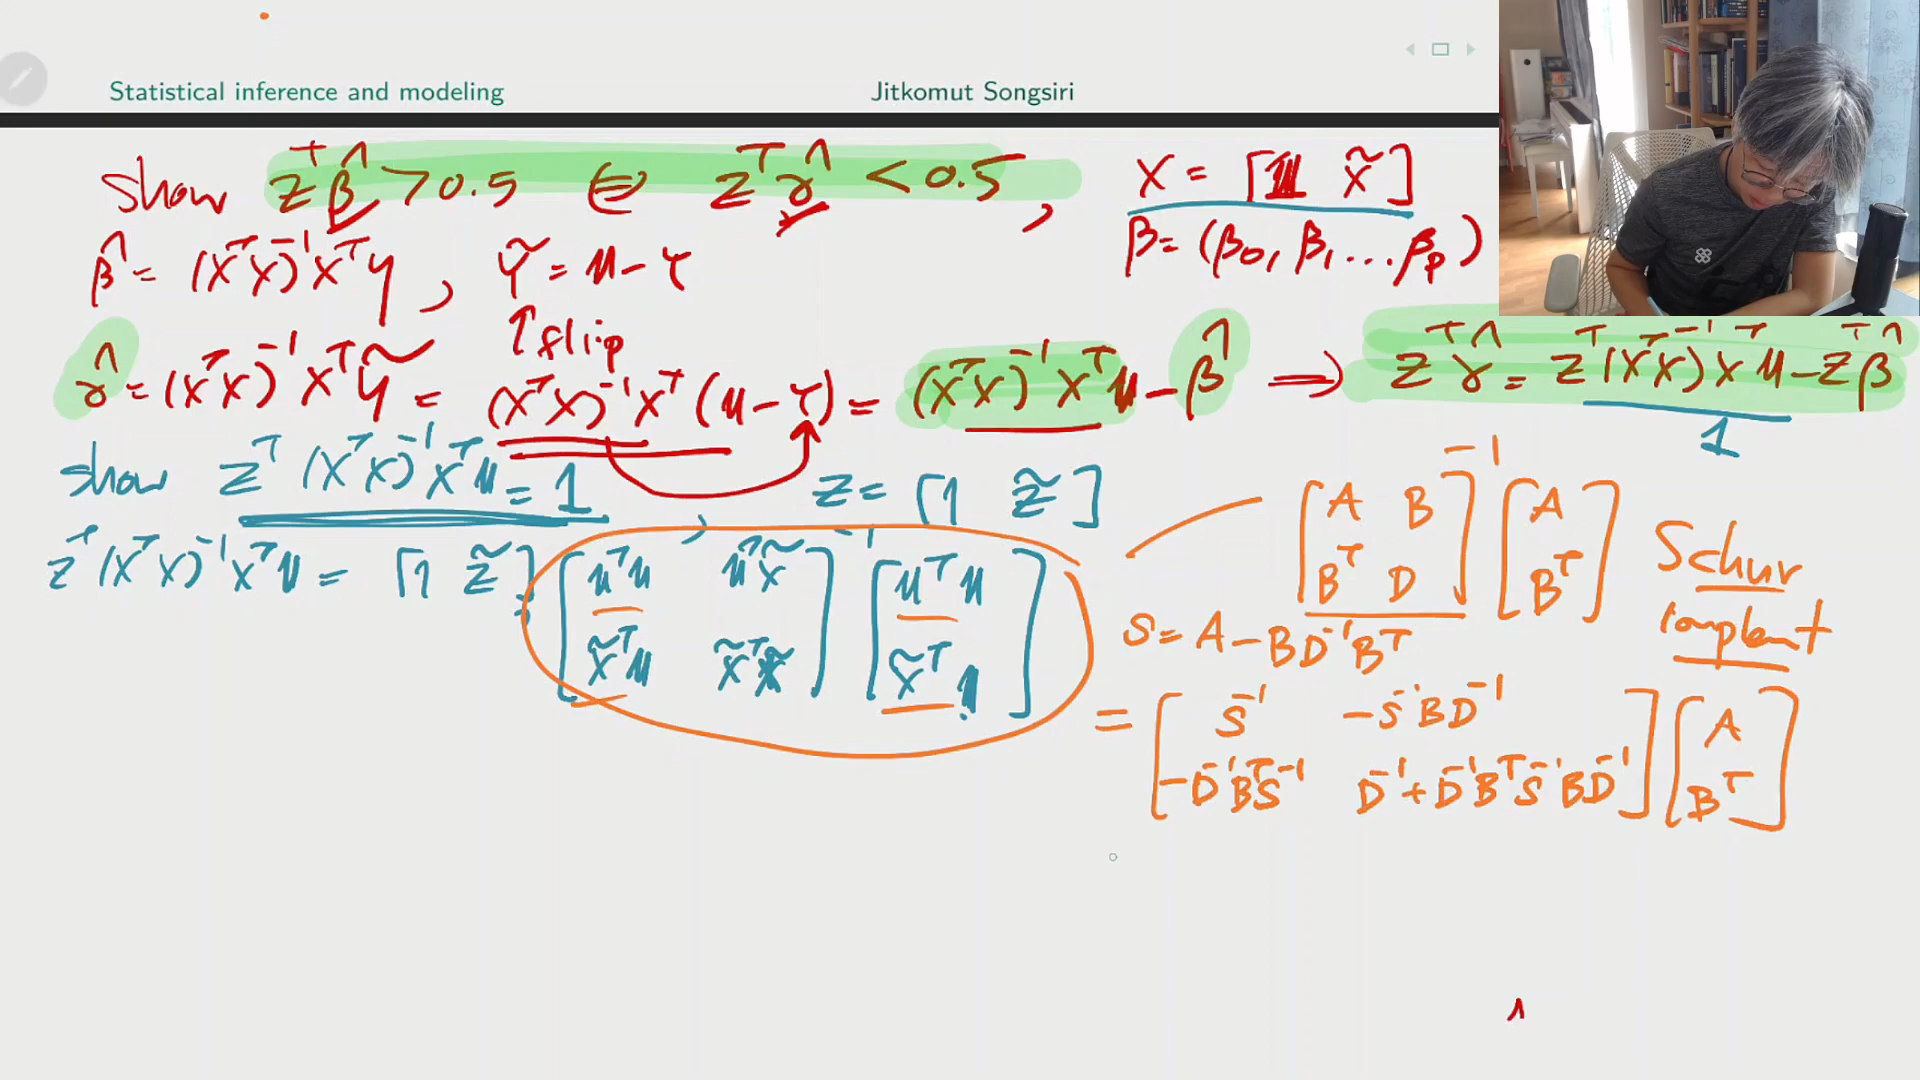 Statistical inference and modeling
Jitkomut Songsiri
Show zᵀβ̂ > 0.5 ⇔ zᵀγ̂ < 0.5 ,
X = [𝟏 X̃]
β̂ = (XᵀX)⁻¹XᵀY , Ỹ = 𝟏 − Y
β = (β₀, β₁ ... βₚ)
↑ flip
γ̂ = (XᵀX)⁻¹XᵀỸ = (XᵀX)⁻¹Xᵀ(𝟏 − Y) = (XᵀX)⁻¹Xᵀ𝟏 − β̂ ⟹ zᵀγ̂ = zᵀ(XᵀX)⁻¹Xᵀ𝟏 − zᵀβ̂
1
show zᵀ(XᵀX)⁻¹Xᵀ𝟏 = 1 , z = [1 z̃]
zᵀ(XᵀX)⁻¹Xᵀ𝟏 = [1 z̃] [𝟏ᵀ𝟏 𝟏ᵀX̃ ; X̃ᵀ𝟏 X̃ᵀX̃]⁻¹ [𝟏ᵀ𝟏 ; X̃ᵀ𝟏]
[A B ; Bᵀ D]⁻¹ [A ; Bᵀ]
Schur
S = A − BD⁻¹Bᵀ
= [S⁻¹ −S⁻¹BD⁻¹ ; −D⁻¹BᵀS⁻¹ D⁻¹ + D⁻¹BᵀS⁻¹BD⁻¹] [A ; Bᵀ]